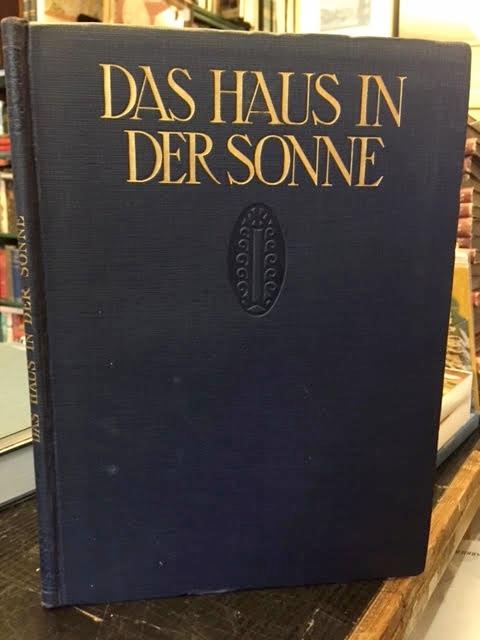 DAS HAUS IN
DER SONNE
DAS HAUS IN DER SONNE